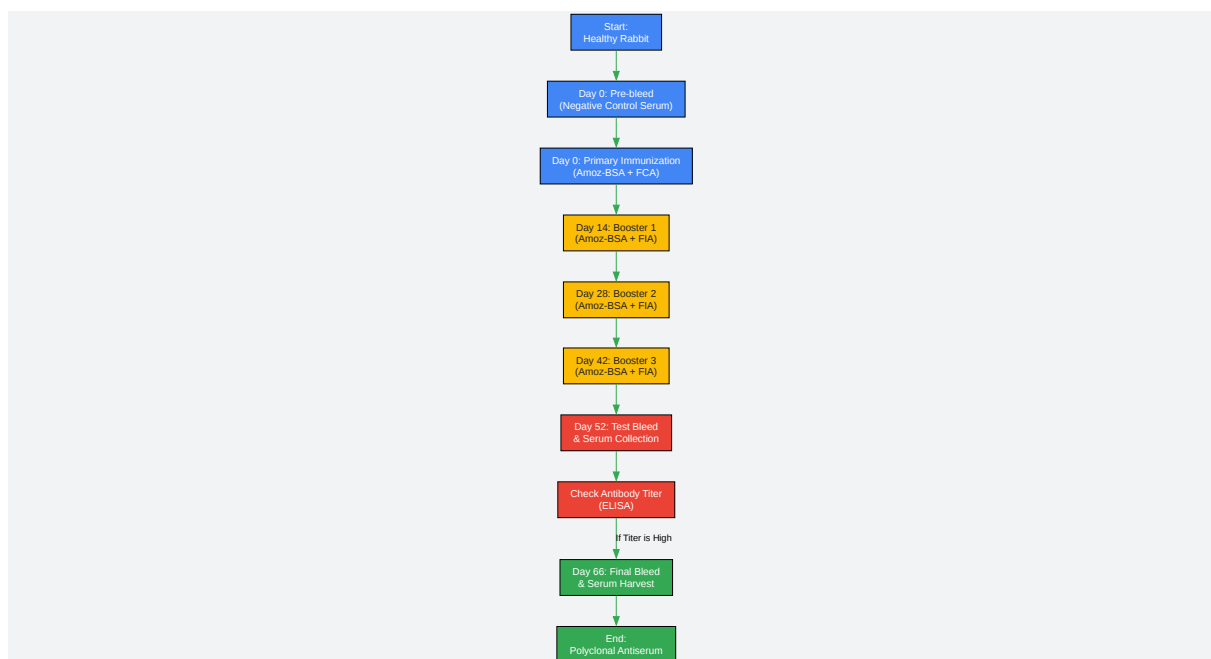 Start:
Healthy Rabbit
Day 0: Pre-bleed
(Negative Control Serum)
Day 0: Primary Immunization
(Amoz-BSA + FCA)
Day 14: Booster 1
(Amoz-BSA + FIA)
Day 28: Booster 2
(Amoz-BSA + FIA)
Day 42: Booster 3
(Amoz-BSA + FIA)
Day 52: Test Bleed
& Serum Collection
Check Antibody Titer
(ELISA)
If Titer is High
Day 66: Final Bleed
& Serum Harvest
End:
Polyclonal Antiserum